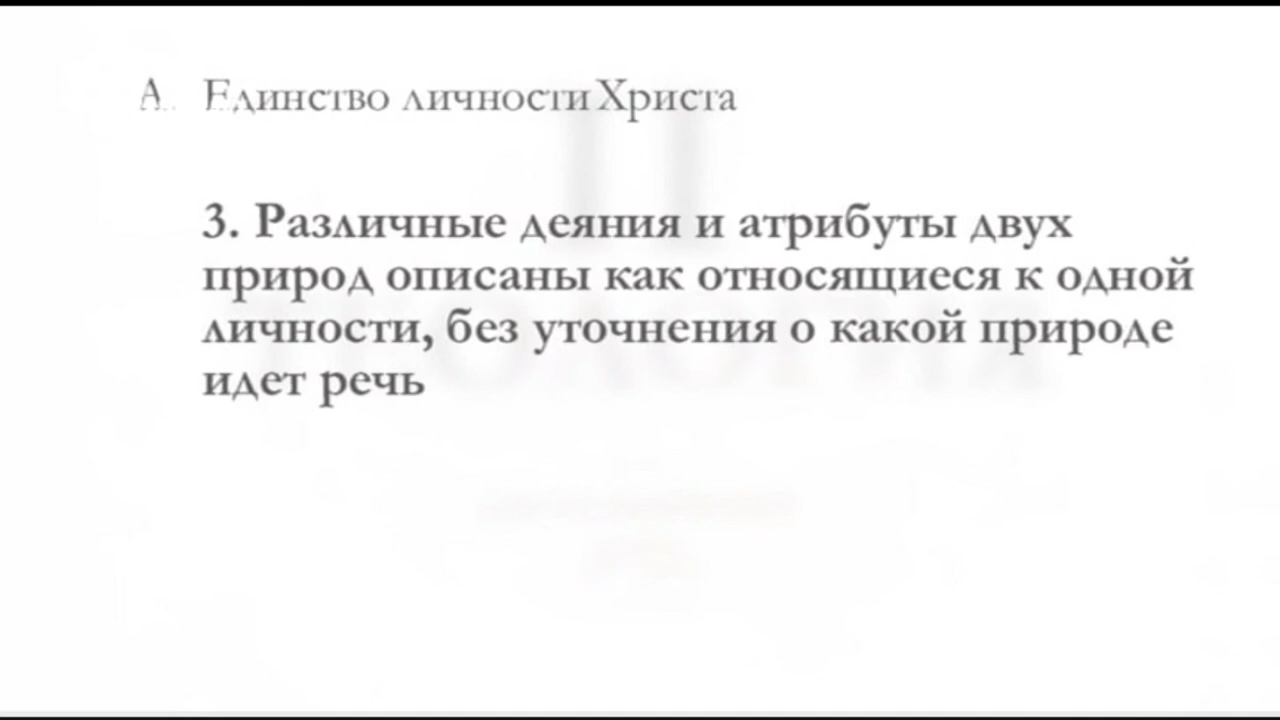 А. Единство личности Христа
3. Различные деяния и атрибуты двух
природ описаны как относящиеся к одной
личности, без уточнения о какой природе
идет речь